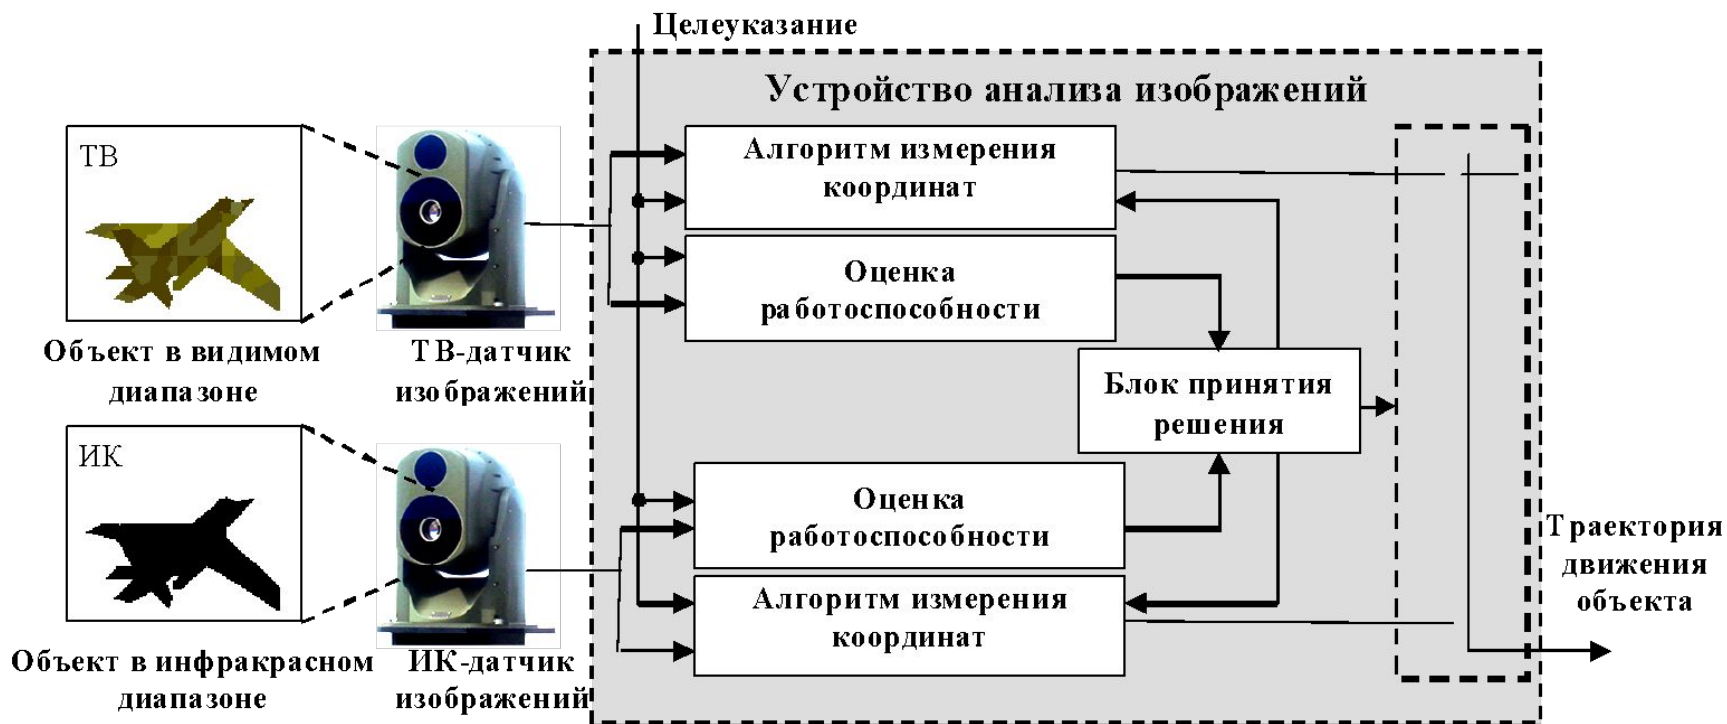 Целеуказание
Устройство анализа изображений
ТВ
Алгоритм измерения
координат
Оценка
работоспособности
Объект в видимом
диапазоне
ТВ-датчик
изображений
Блок принятия
решения
ИК
Оценка
работоспособности
Алгоритм измерения
координат
Траектория
движения
объекта
Объект в инфракрасном
диапазоне
ИК-датчик
изображений